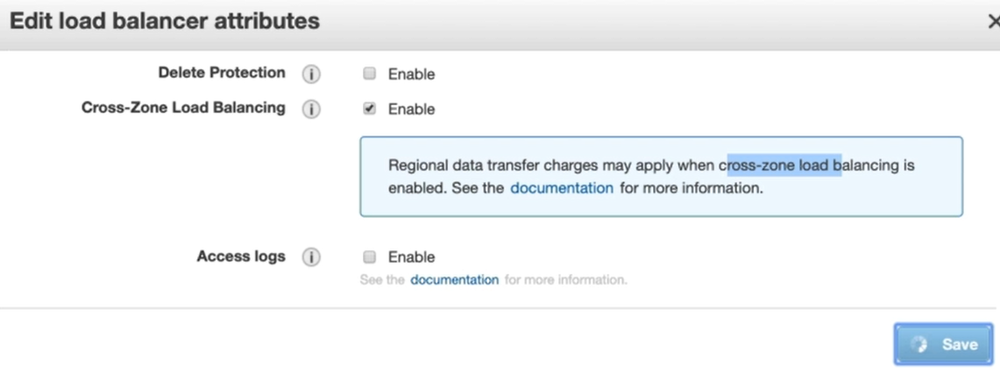 Edit load balancer attributes
Delete Protection i Enable
Cross-Zone Load Balancing i Enable
Regional data transfer charges may apply when cross-zone load balancing is
enabled. See the documentation for more information.
Access logs i Enable
See the documentation for more information.
Save